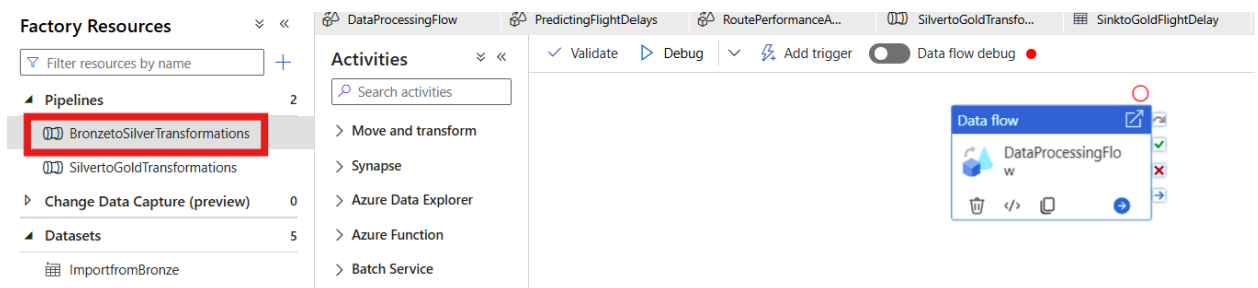 Factory Resources
Filter resources by name
Pipelines 2
BronzetoSilverTransformations
SilvertoGoldTransformations
Change Data Capture (preview) 0
Datasets 5
ImportfromBronze
DataProcessingFlow PredictingFlightDelays RoutePerformanceA... SilvertoGoldTransfo... SinktoGoldFlightDelay
Activities
Search activities
Move and transform
Synapse
Azure Data Explorer
Azure Function
Batch Service
Validate Debug Add trigger Data flow debug
Data flow
DataProcessingFlo
w